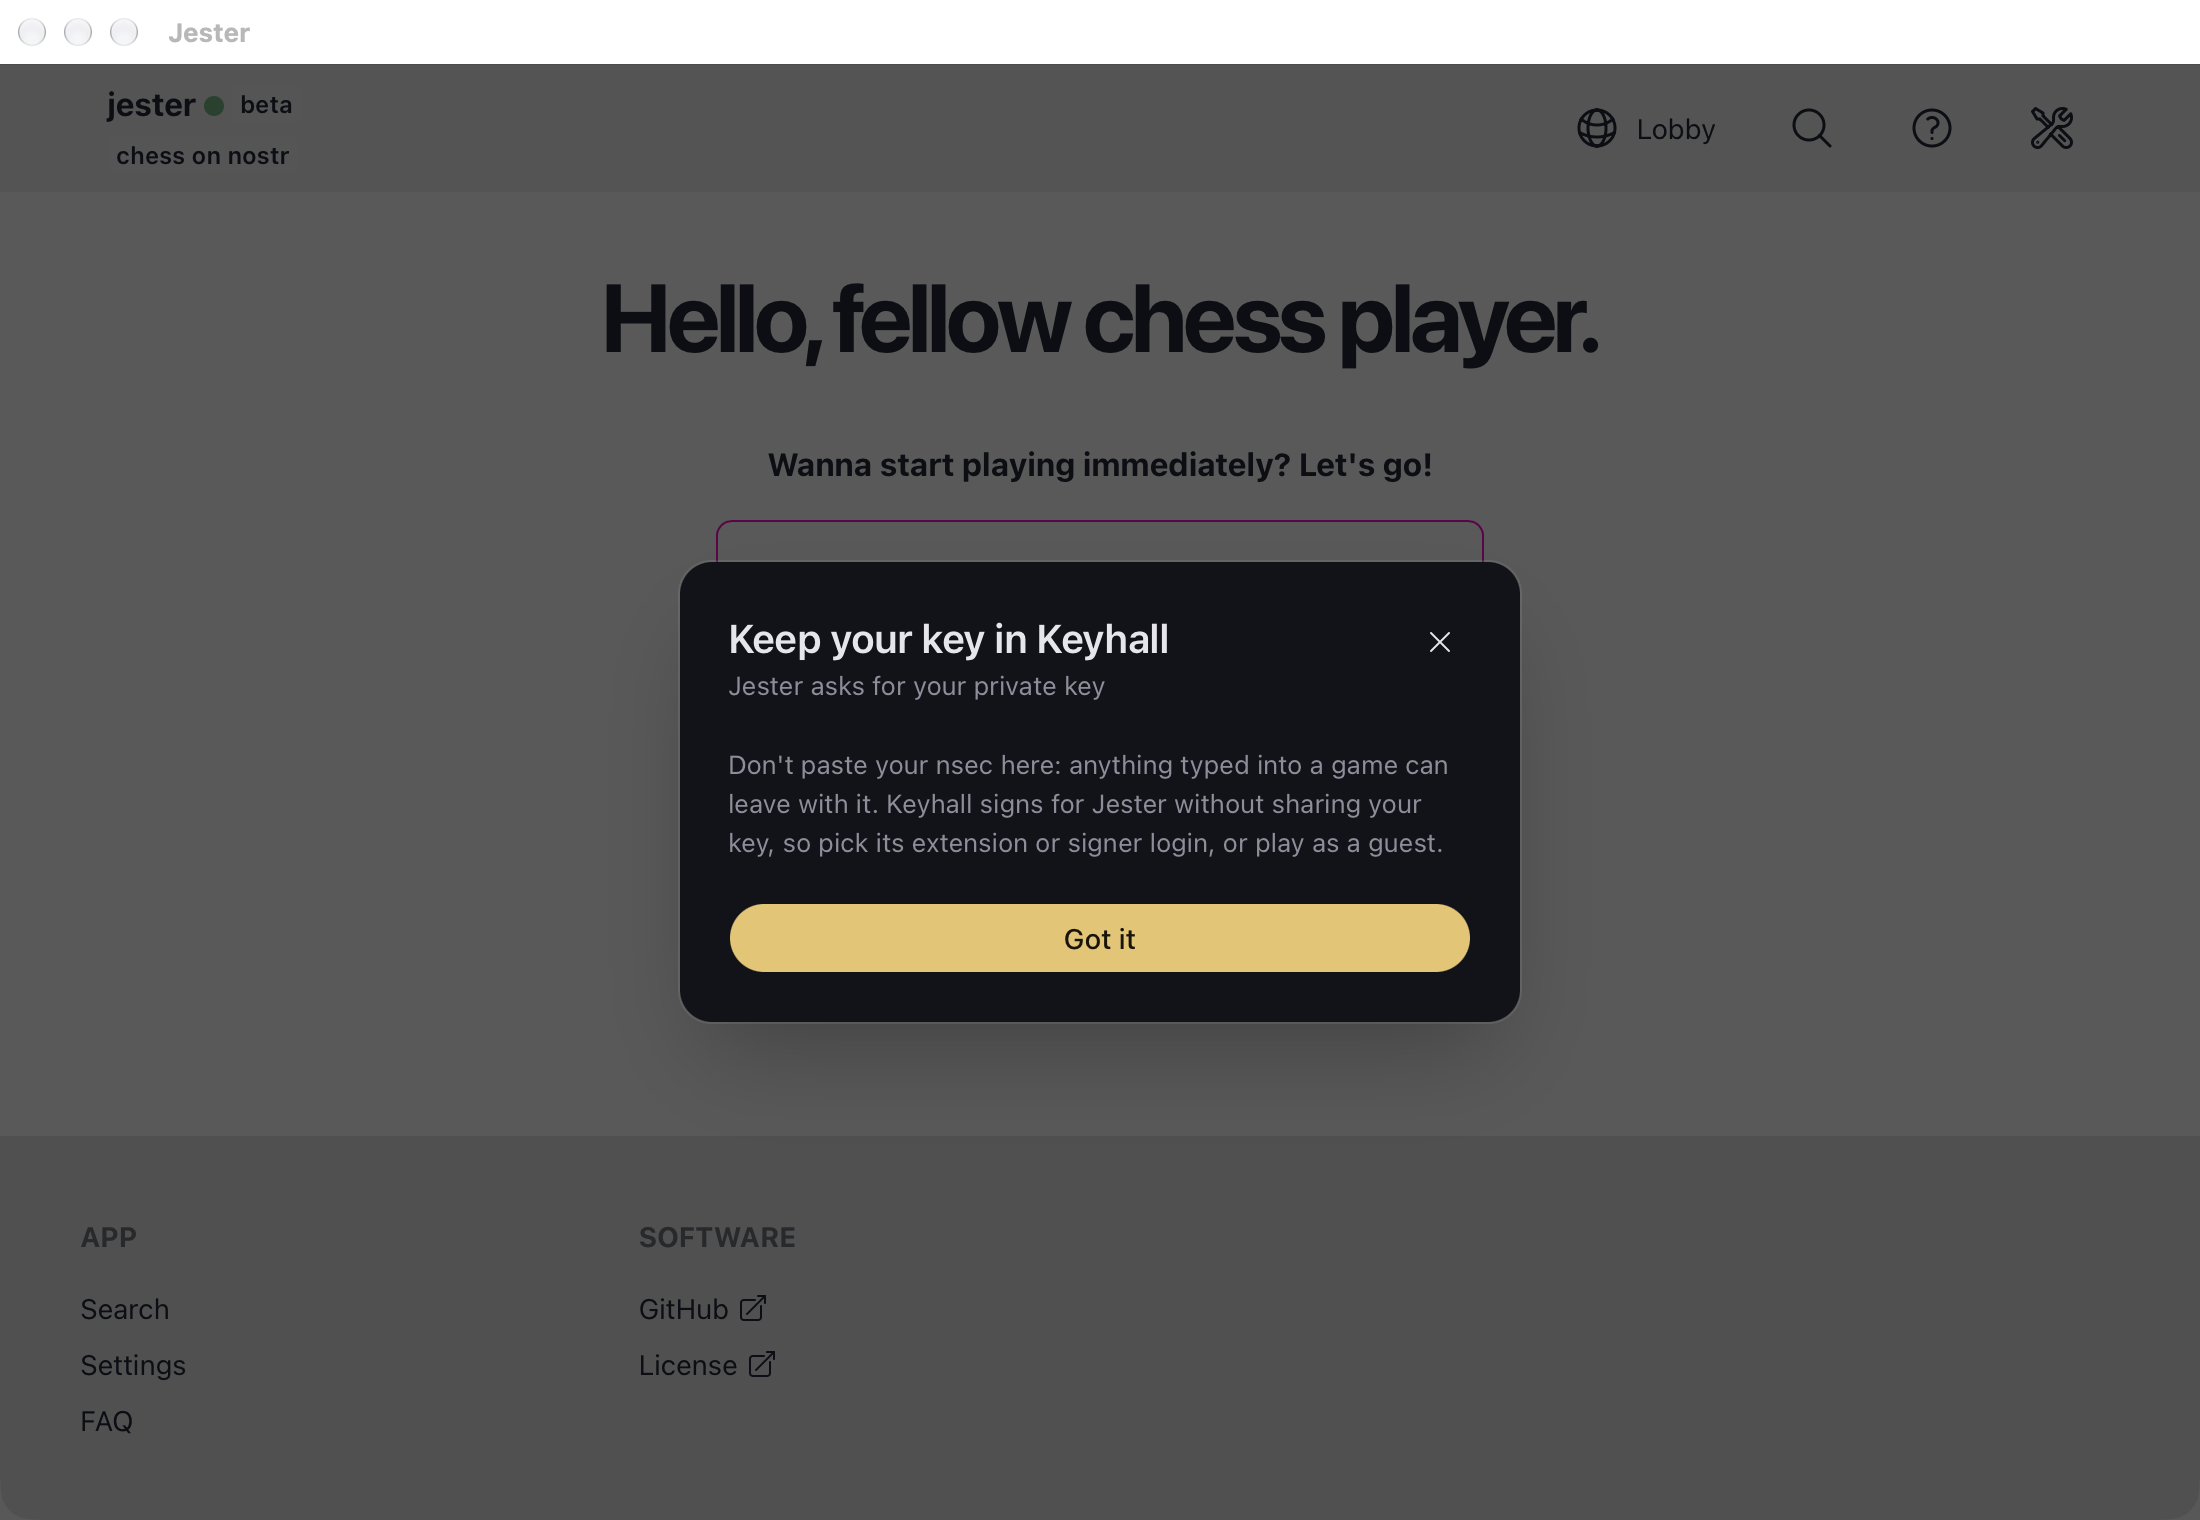 Jester
jester beta
chess on nostr
Lobby
Hello, fellow chess player.
Wanna start playing immediately? Let's go!
Keep your key in Keyhall
Jester asks for your private key
Don't paste your nsec here: anything typed into a game can
leave with it. Keyhall signs for Jester without sharing your
key, so pick its extension or signer login, or play as a guest.
Got it
APP
Search
Settings
FAQ
SOFTWARE
GitHub
License